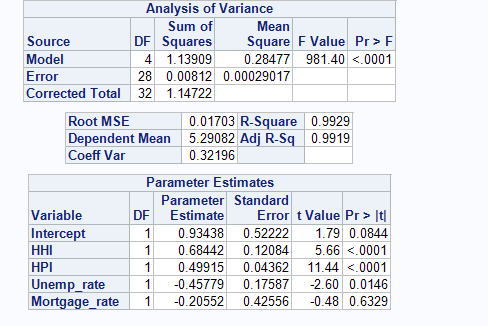 Analysis of Variance
Source DF Sum of Squares Mean Square F Value Pr > F
Model 4 1.13909 0.28477 981.40 <.0001
Error 28 0.00812 0.00029017
Corrected Total 32 1.14722
Root MSE 0.01703 R-Square 0.9929
Dependent Mean 5.29082 Adj R-Sq 0.9919
Coeff Var 0.32196
Parameter Estimates
Variable DF Parameter Estimate Standard Error t Value Pr > |t|
Intercept 1 0.93438 0.52222 1.79 0.0844
HHI 1 0.68442 0.12084 5.66 <.0001
HPI 1 0.49915 0.04362 11.44 <.0001
Unemp_rate 1 -0.45779 0.17587 -2.60 0.0146
Mortgage_rate 1 -0.20552 0.42556 -0.48 0.6329